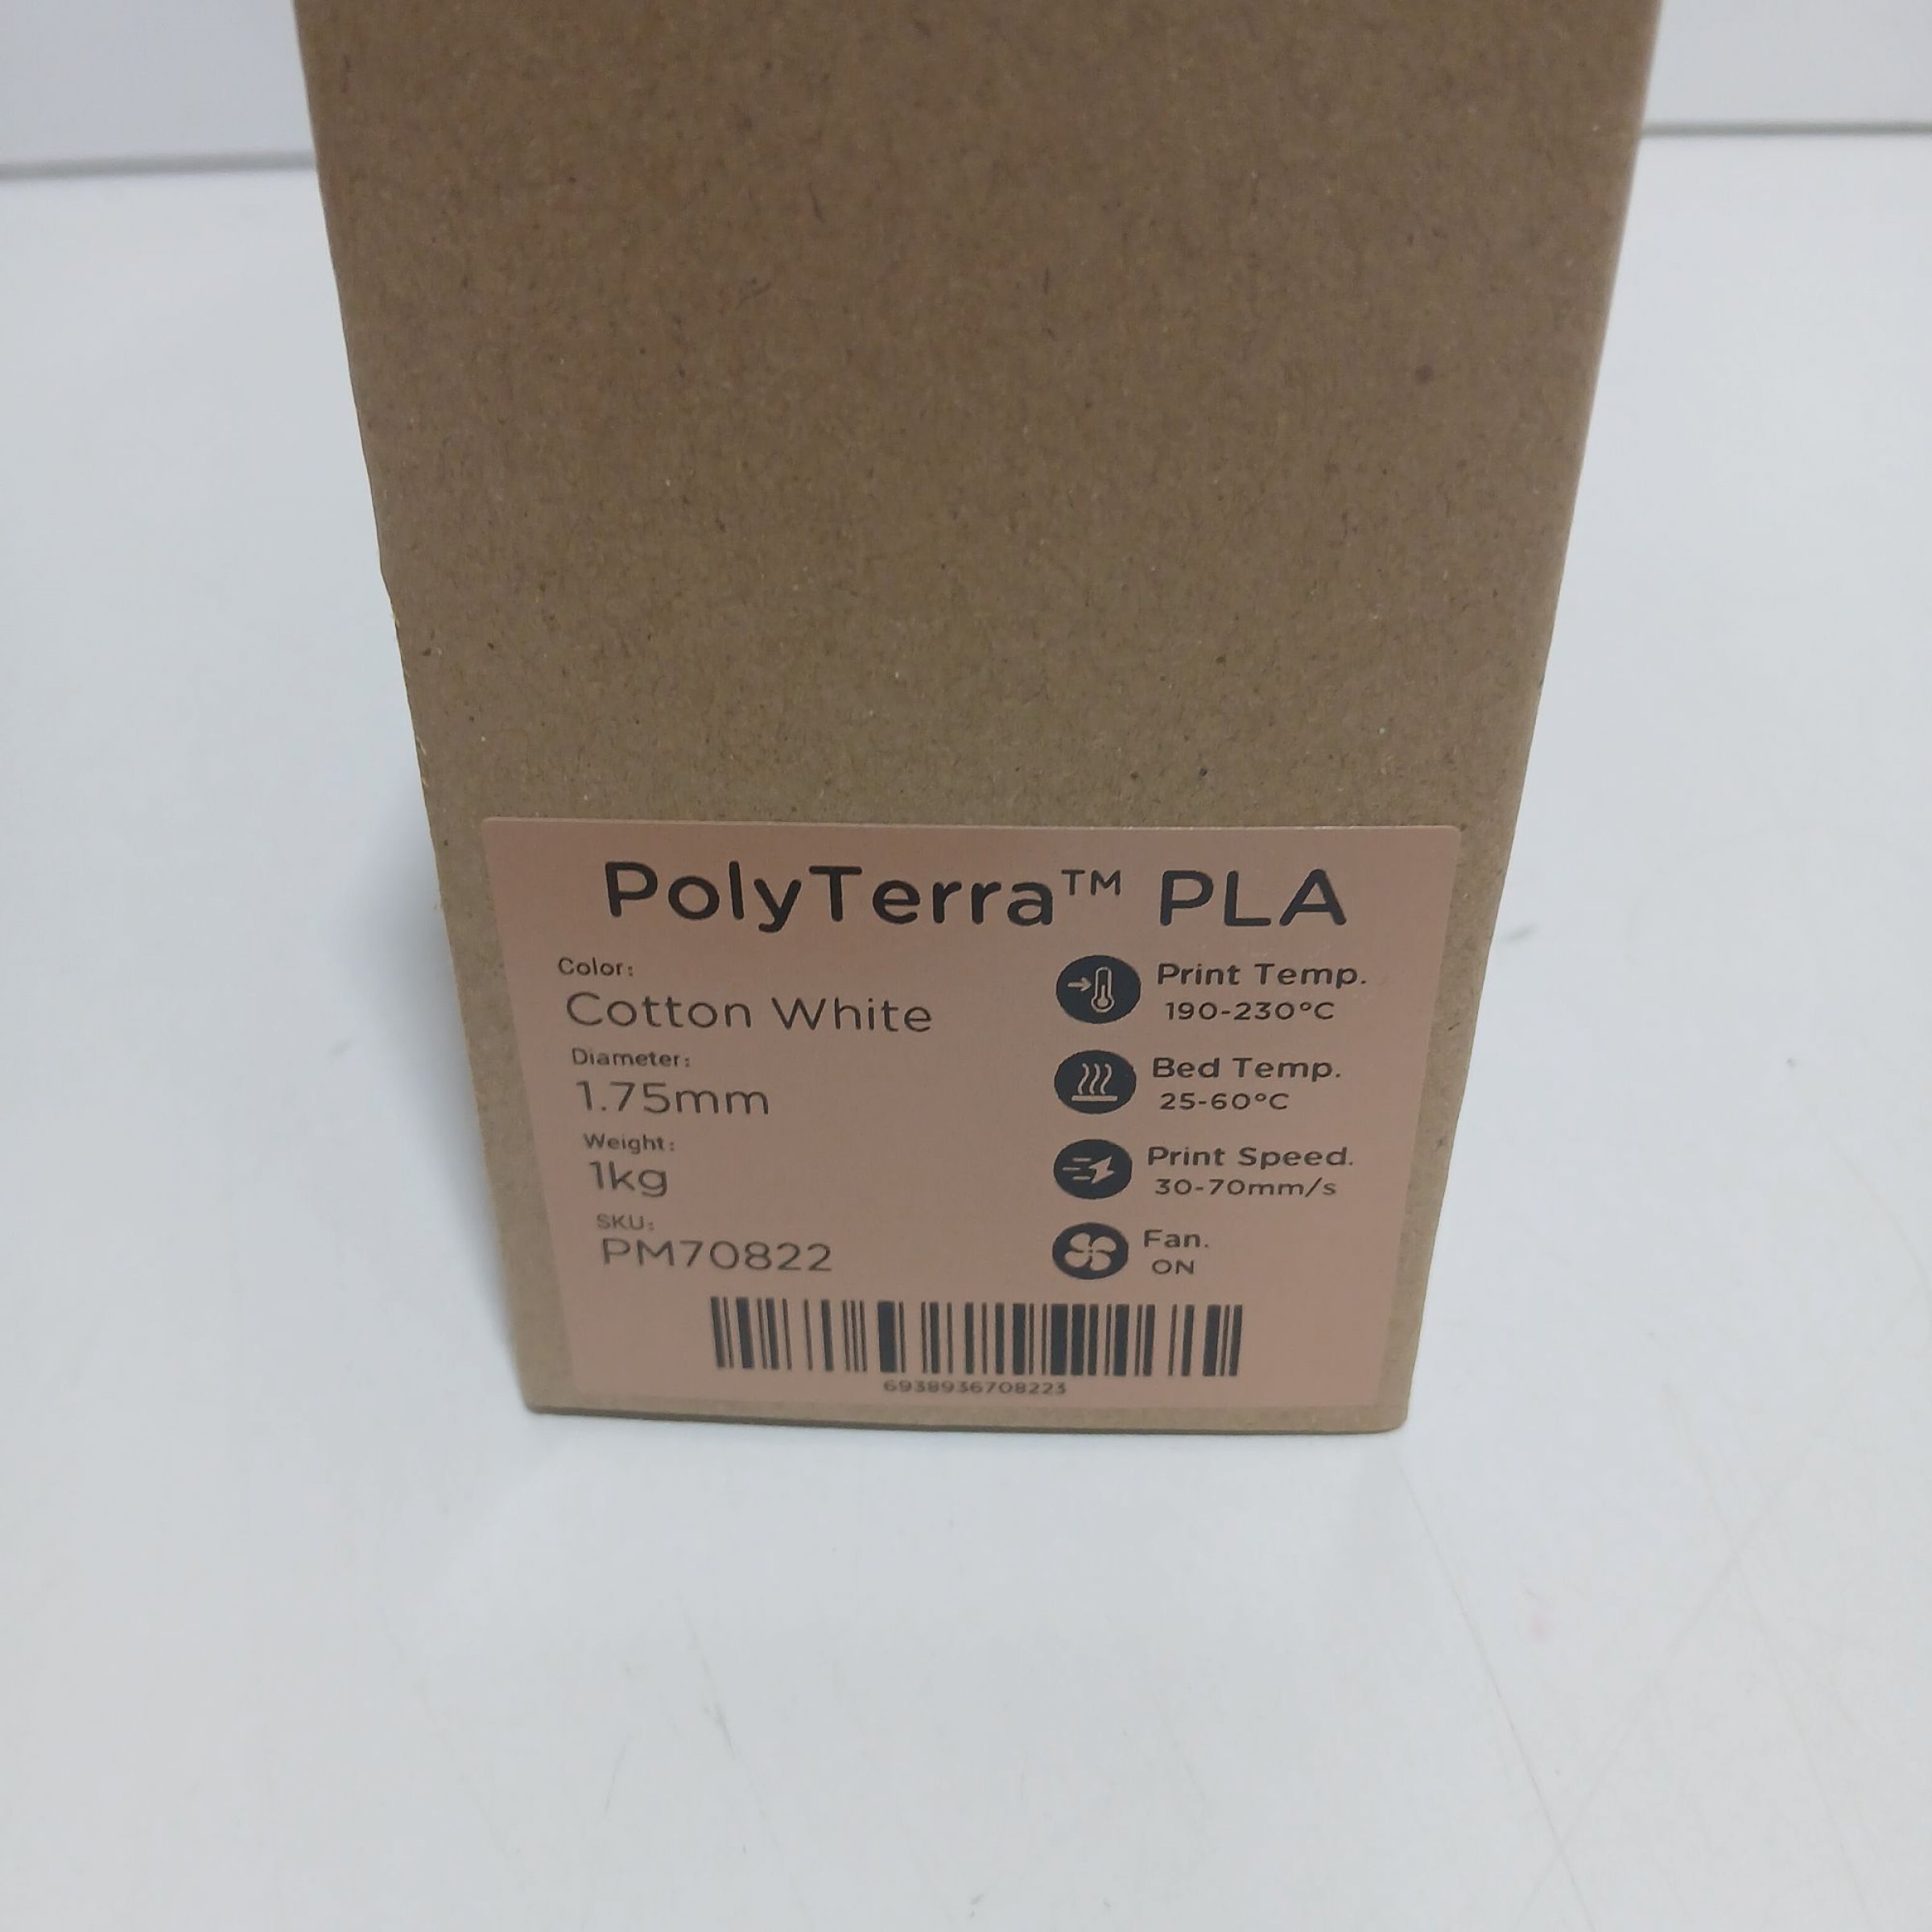 PolyTerra™ PLA
Color:
Cotton White
Diameter:
1.75mm
Weight:
1kg
SKU:
PM70822
Print Temp.
190-230°C
Bed Temp.
25-60°C
Print Speed.
30-70mm/s
Fan.
ON
6938936708223